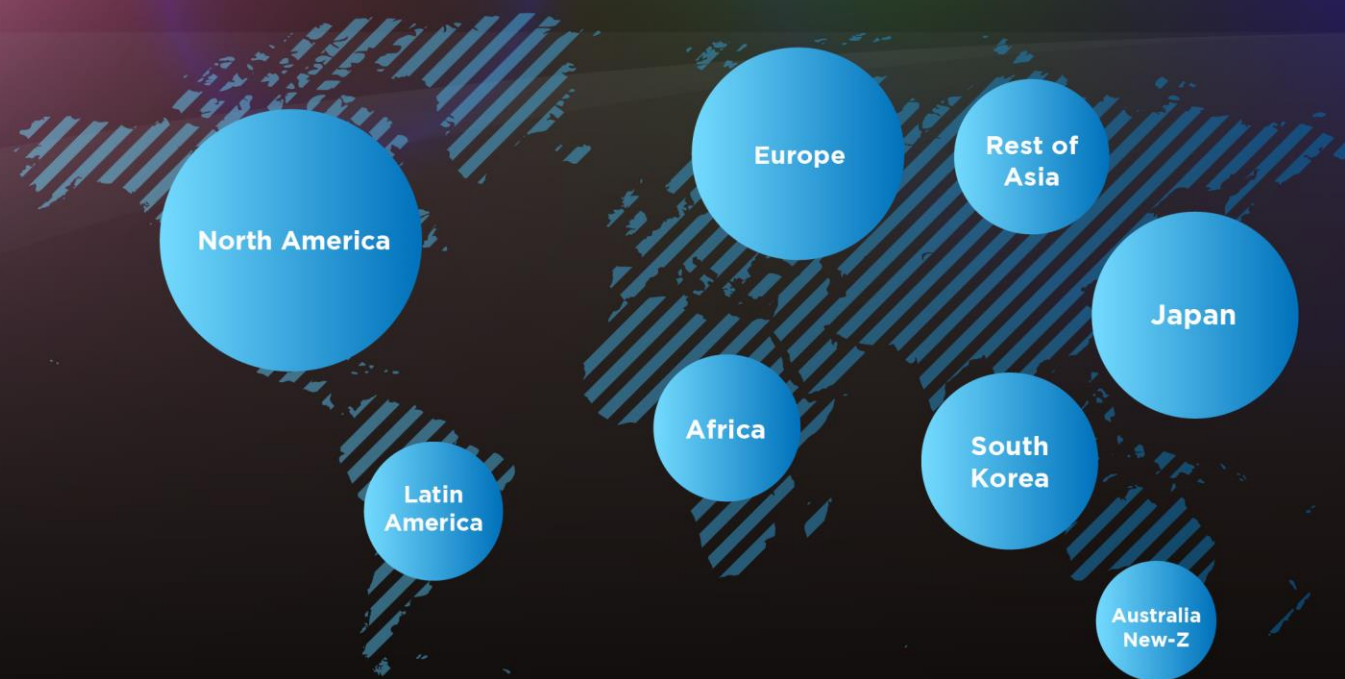 North America
Europe
Rest of
Asia
Japan
Africa
South
Korea
Latin
America
Australia
New-Z